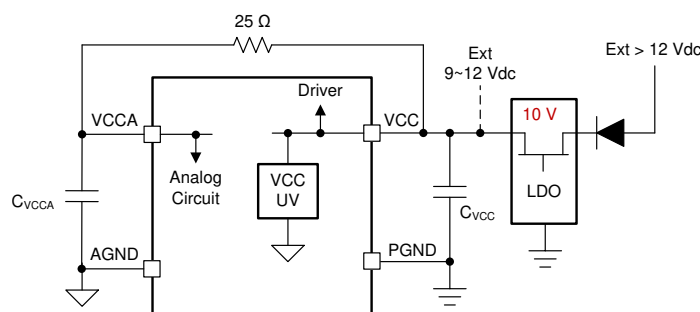 25 Ω
Ext
9~12 Vdc
Ext > 12 Vdc
Driver
VCCA
VCC
10 V
Analog
Circuit
VCC
UV
LDO
CVCCA
CVCC
AGND
PGND